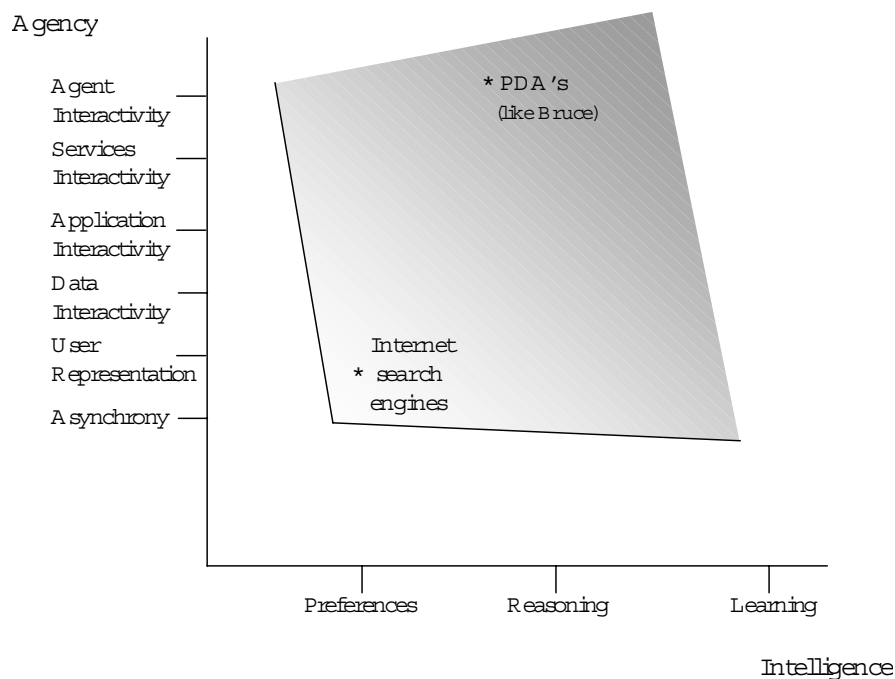 Agency
Agent
Interactivity
Services
Interactivity
Application
Interactivity
Data
Interactivity
User
Representation
Asynchrony
* PDA's
(like Bruce)
Internet
* search
engines
Preferences
Reasoning
Learning
Intelligence